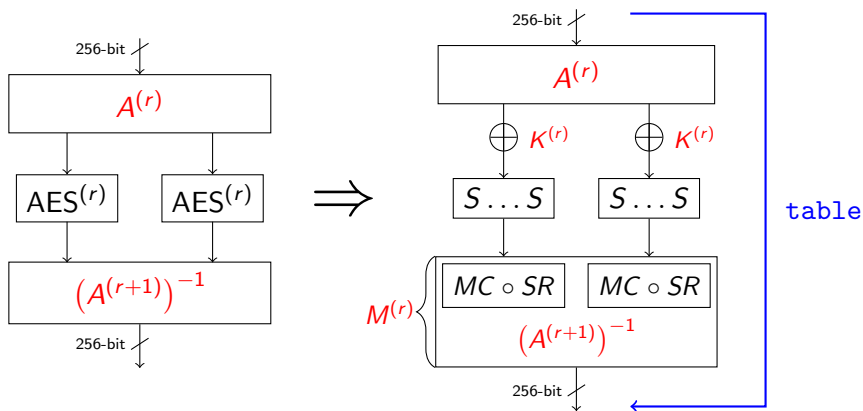 256-bit
A^(r)
AES^(r) AES^(r)
(A^(r+1))^-1
256-bit
⇒
256-bit
A^(r)
K^(r) K^(r)
S ... S S ... S
MC ∘ SR MC ∘ SR
M^(r)
(A^(r+1))^-1
256-bit
table